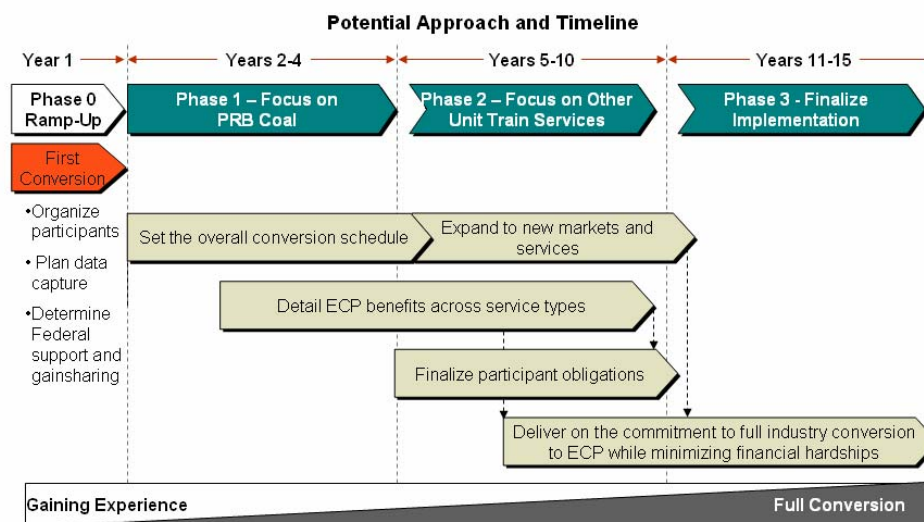 Potential Approach and Timeline
Year 1
Years 2-4
Years 5-10
Years 11-15
Phase 0
Ramp-Up
Phase 1 – Focus on
PRB Coal
Phase 2 – Focus on Other
Unit Train Services
Phase 3 - Finalize
Implementation
First
Conversion
•Organize
participants
• Plan data
capture
•Determine
Federal
support and
gainsharing
Set the overall conversion schedule
Expand to new markets and
services
Detail ECP benefits across service types
Finalize participant obligations
Deliver on the commitment to full industry conversion
to ECP while minimizing financial hardships
Gaining Experience
Full Conversion